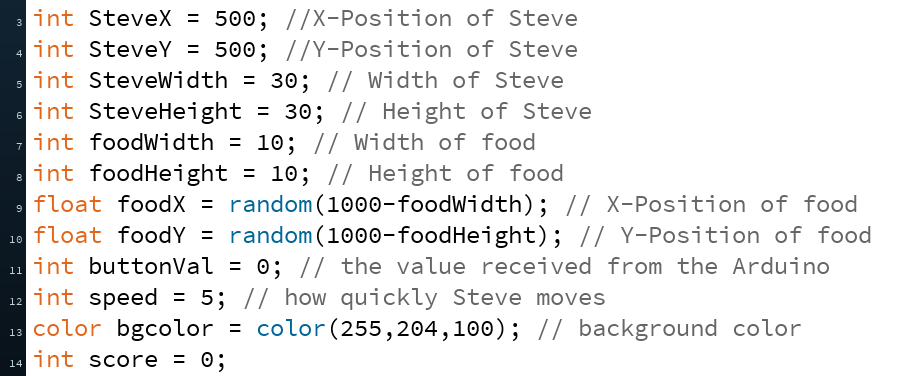 3 int SteveX = 500; //X-Position of Steve
4 int SteveY = 500; //Y-Position of Steve
5 int SteveWidth = 30; // Width of Steve
6 int SteveHeight = 30; // Height of Steve
7 int foodWidth = 10; // Width of food
8 int foodHeight = 10; // Height of food
9 float foodX = random(1000-foodWidth); // X-Position of food
10 float foodY = random(1000-foodHeight); // Y-Position of food
11 int buttonVal = 0; // the value received from the Arduino
12 int speed = 5; // how quickly Steve moves
13 color bgcolor = color(255,204,100); // background color
14 int score = 0;